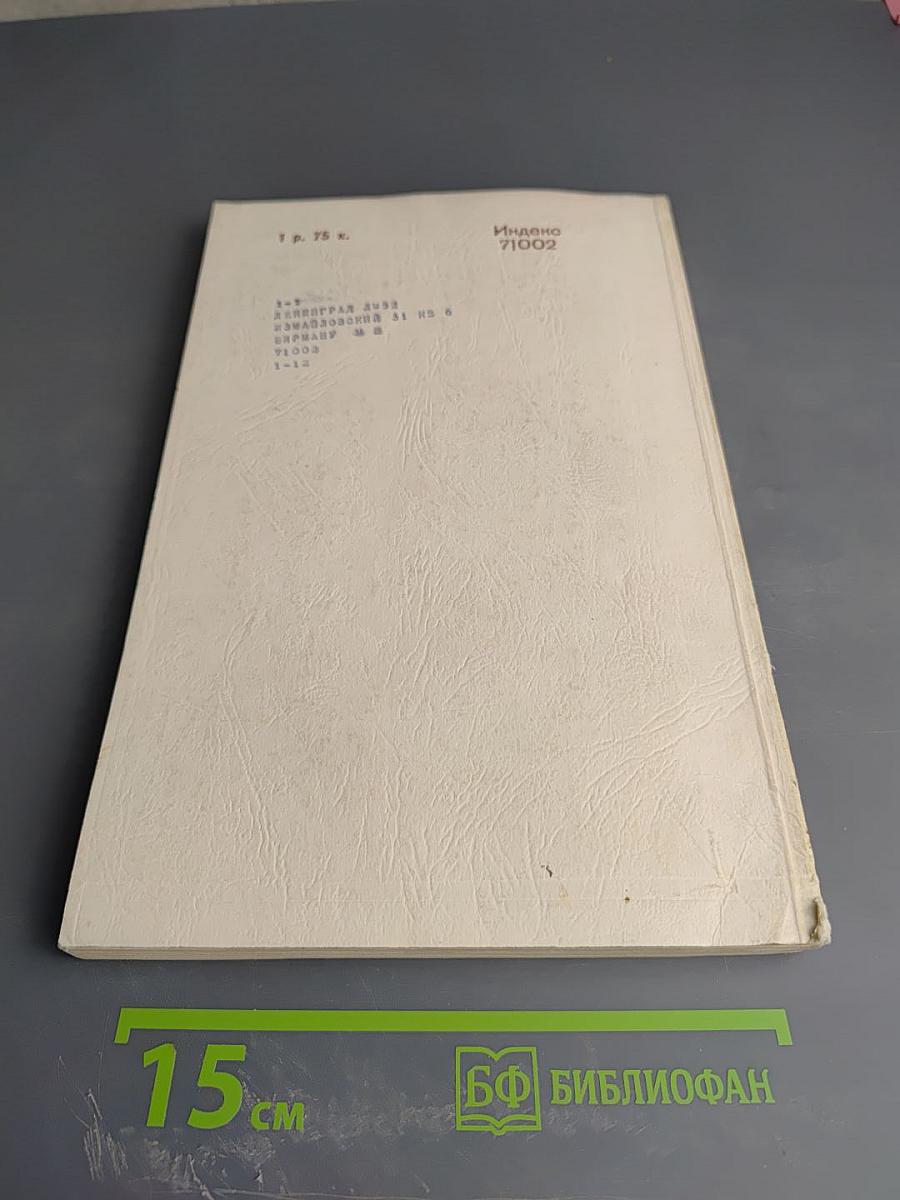 1 р. 75 к.
Индекс
71002
ЛЕНИНГРАД
ИЗМАЙЛОВСКИЙ 31 КВ 6
БИРМАНУ
71002
1-12
15 см
БФ БИБЛИОФАН